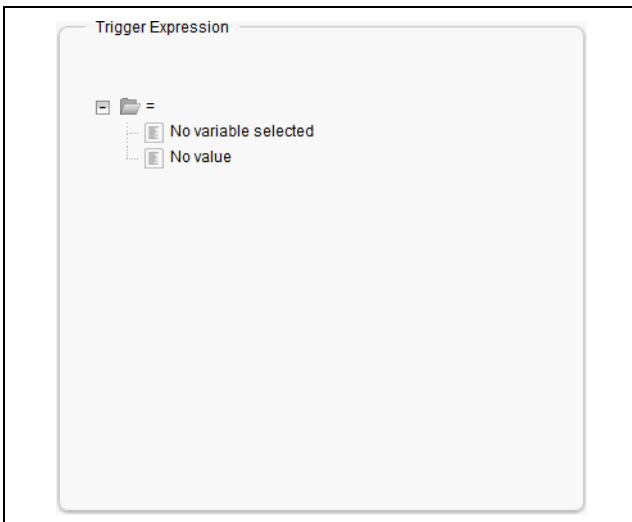 Trigger Expression
=
No variable selected
No value